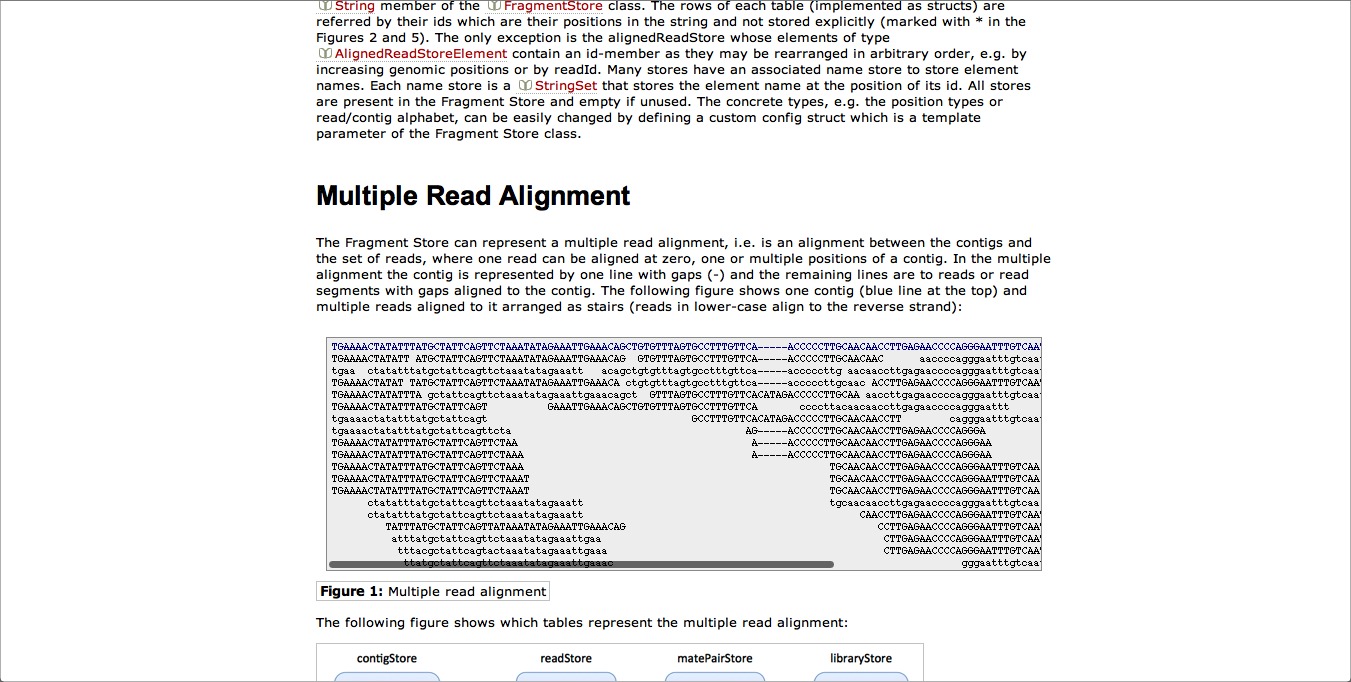 String member of the FragmentStore class. The rows of each table (implemented as structs) are
referred by their ids which are their positions in the string and not stored explicitly (marked with * in the
Figures 2 and 5). The only exception is the alignedReadStore whose elements of type
AlignedReadStoreElement contain an id-member as they may be rearranged in arbitrary order, e.g. by
increasing genomic positions or by readId. Many stores have an associated name store to store element
names. Each name store is a StringSet that stores the element name at the position of its id. All stores
are present in the Fragment Store and empty if unused. The concrete types, e.g. the position types or
read/contig alphabet, can be easily changed by defining a custom config struct which is a template
parameter of the Fragment Store class.
Multiple Read Alignment
The Fragment Store can represent a multiple read alignment, i.e. is an alignment between the contigs and
the set of reads, where one read can be aligned at zero, one or multiple positions of a contig. In the multiple
alignment the contig is represented by one line with gaps (-) and the remaining lines are to reads or read
segments with gaps aligned to the contig. The following figure shows one contig (blue line at the top) and
multiple reads aligned to it arranged as stairs (reads in lower-case align to the reverse strand):
TGAAAACTATATTTATGCTATTCAGTTCTAAATATAGAAATTGAAACAGCTGTGTTTAGTGCCTTTGTTCA-----ACCCCCTTGCAACAACCTTGAGAACCCCAGGGAATTTGTCAA
TGAAAACTATATT ATGCTATTCAGTTCTAAATATAGAAATTGAAACAG GTGTTTAGTGCCTTTGTTCA-----ACCCCCTTGCAACAAC aaccccagggaatttgtcaa
tgaa ctatatttatgctattcagttctaaatatagaaatt acagctgtgtttagtgcctttgttca-----acccccttg aacaaccttgagaaccccagggaatttgtcaa
TGAAAACTATAT TATGCTATTCAGTTCTAAATATAGAAATTGAAACA ctgtgtttagtgcctttgttca-----acccccttgcaac ACCTTGAGAACCCCAGGGAATTTGTCAA
TGAAAACTATATTTA gctattcagttctaaatatagaaattgaaacagct GTTTAGTGCCTTTGTTCACATAGACCCCCTTGCAA aaccttgagaaccccagggaatttgtcaa
TGAAAACTATATTTATGCTATTCAGT GAAATTGAAACAGCTGTGTTTAGTGCCTTTGTTCA cccccttacaacaaccttgagaaccccagggaatttt
tgaaaactatatttatgctattcagt GCCTTTGTTCACATAGACCCCCTTGCAACAACCTT cagggaatttgtcaa
tgaaaactatatttatgctattcagttcta AG-----ACCCCCTTGCAACAACCTTGAGAACCCCAGGGA
TGAAAACTATATTTATGCTATTCAGTTCTAA A-----ACCCCCTTGCAACAACCTTGAGAACCCCAGGGAA
TGAAAACTATATTTATGCTATTCAGTTCTAAA A-----ACCCCCTTGCAACAACCTTGAGAACCCCAGGGAA
TGAAAACTATATTTATGCTATTCAGTTCTAAA TGCAACAACCTTGAGAACCCCAGGGAATTTGTCAA
TGAAAACTATATTTATGCTATTCAGTTCTAAAT TGCAACAACCTTGAGAACCCCAGGGAATTTGTCAA
TGAAAACTATATTTATGCTATTCAGTTCTAAAT TGCAACAACCTTGAGAACCCCAGGGAATTTGTCAA
ctatatttatgctattcagttctaaatatagaaatt tgcaacaaccttgagaaccccagggaatttgtcaa
ctatatttatgctattcagttctaaatatagaaatt CAACCTTGAGAACCCCAGGGAATTTGTCAA
TATTTATGCTATTCAGTTATAAATATAGAAATTGAAACAG CCTTGAGAACCCCAGGGAATTTGTCAA
atttatgctattcagttctaaatatagaaattgaa CTTGAGAACCCCAGGGAATTTGTCAA
tttacgctattcagtactaaatatagaaattgaaa CTTGAGAACCCCAGGGAATTTGTCAA
ttatgctattcagttctaaatatagaaattgaaac gggaatttgtcaa
Figure 1: Multiple read alignment
The following figure shows which tables represent the multiple read alignment:
contigStore readStore matePairStore libraryStore